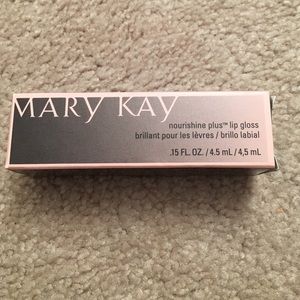 MARY KAY
nourishine plus™ lip gloss
brillant pour les lèvres / brillo labial
.15 FL. OZ. / 4.5 mL / 4,5 mL